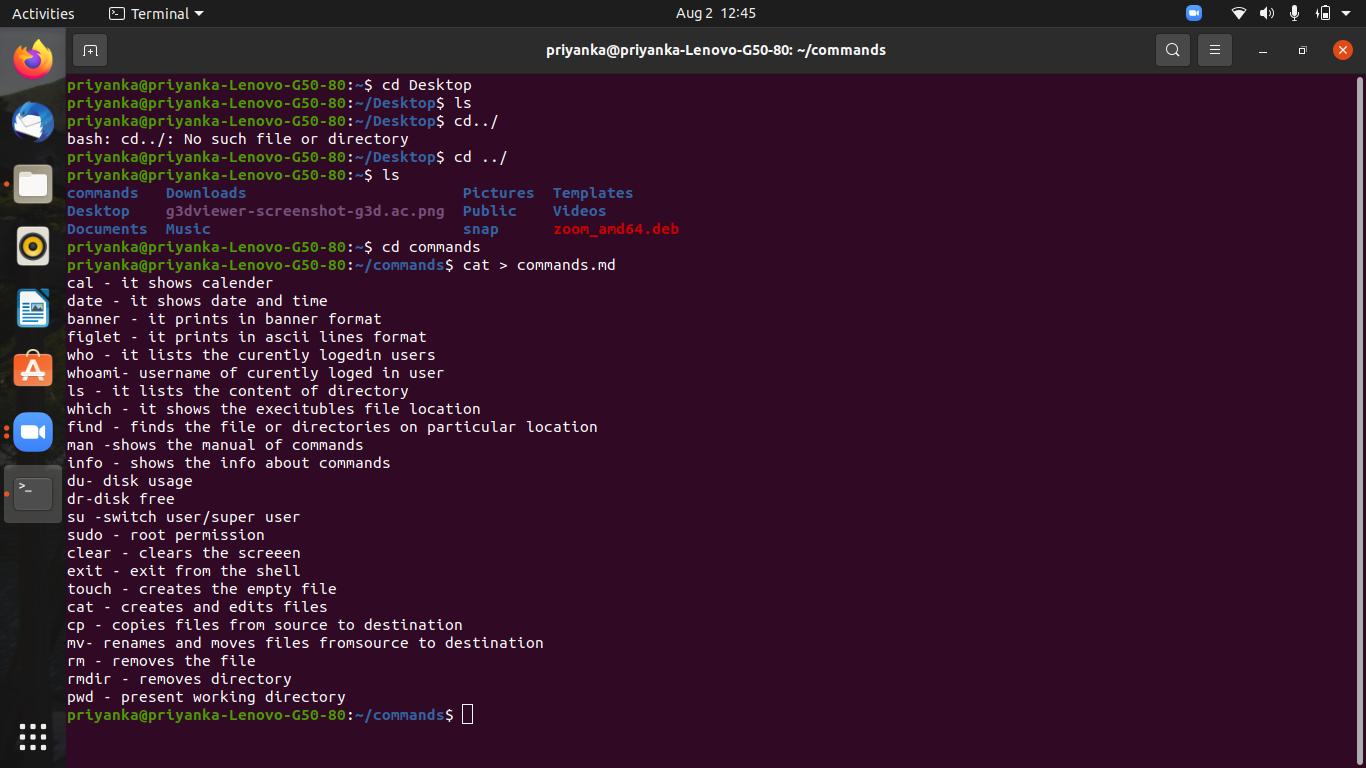 Activities Terminal Aug 2 12:45
priyanka@priyanka-Lenovo-G50-80: ~/commands
priyanka@priyanka-Lenovo-G50-80:~$ cd Desktop
priyanka@priyanka-Lenovo-G50-80:~/Desktop$ ls
priyanka@priyanka-Lenovo-G50-80:~/Desktop$ cd../
bash: cd../: No such file or directory
priyanka@priyanka-Lenovo-G50-80:~/Desktop$ cd ../
priyanka@priyanka-Lenovo-G50-80:~$ ls
commands Downloads Pictures Templates
Desktop g3dviewer-screenshot-g3d.ac.png Public Videos
Documents Music snap zoom_amd64.deb
priyanka@priyanka-Lenovo-G50-80:~$ cd commands
priyanka@priyanka-Lenovo-G50-80:~/commands$ cat > commands.md
cal - it shows calender
date - it shows date and time
banner - it prints in banner format
figlet - it prints in ascii lines format
who - it lists the curently logedin users
whoami- username of curently loged in user
ls - it lists the content of directory
which - it shows the execitubles file location
find - finds the file or directories on particular location
man -shows the manual of commands
info - shows the info about commands
du- disk usage
dr-disk free
su -switch user/super user
sudo - root permission
clear - clears the screeen
exit - exit from the shell
touch - creates the empty file
cat - creates and edits files
cp - copies files from source to destination
mv- renames and moves files fromsource to destination
rm - removes the file
rmdir - removes directory
pwd - present working directory
priyanka@priyanka-Lenovo-G50-80:~/commands$